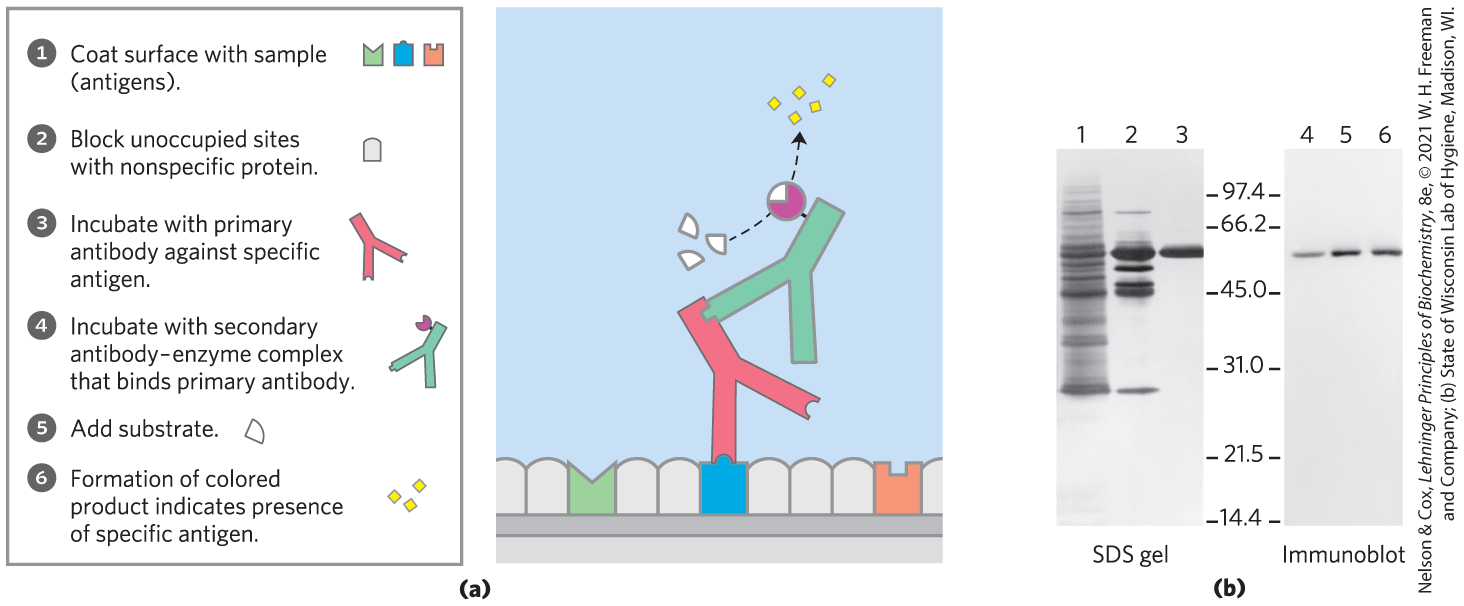 1 Coat surface with sample
(antigens).
2 Block unoccupied sites
with nonspecific protein.
3 Incubate with primary
antibody against specific
antigen.
4 Incubate with secondary
antibody–enzyme complex
that binds primary antibody.
5 Add substrate.
6 Formation of colored
product indicates presence
of specific antigen.
(a)
1 2 3
4 5 6
97.4
66.2
45.0
31.0
21.5
14.4
SDS gel
Immunoblot
(b)
Nelson & Cox, Lehninger Principles of Biochemistry, 8e, © 2021 W. H. Freeman
and Company; (b) State of Wisconsin Lab of Hygiene, Madison, WI.